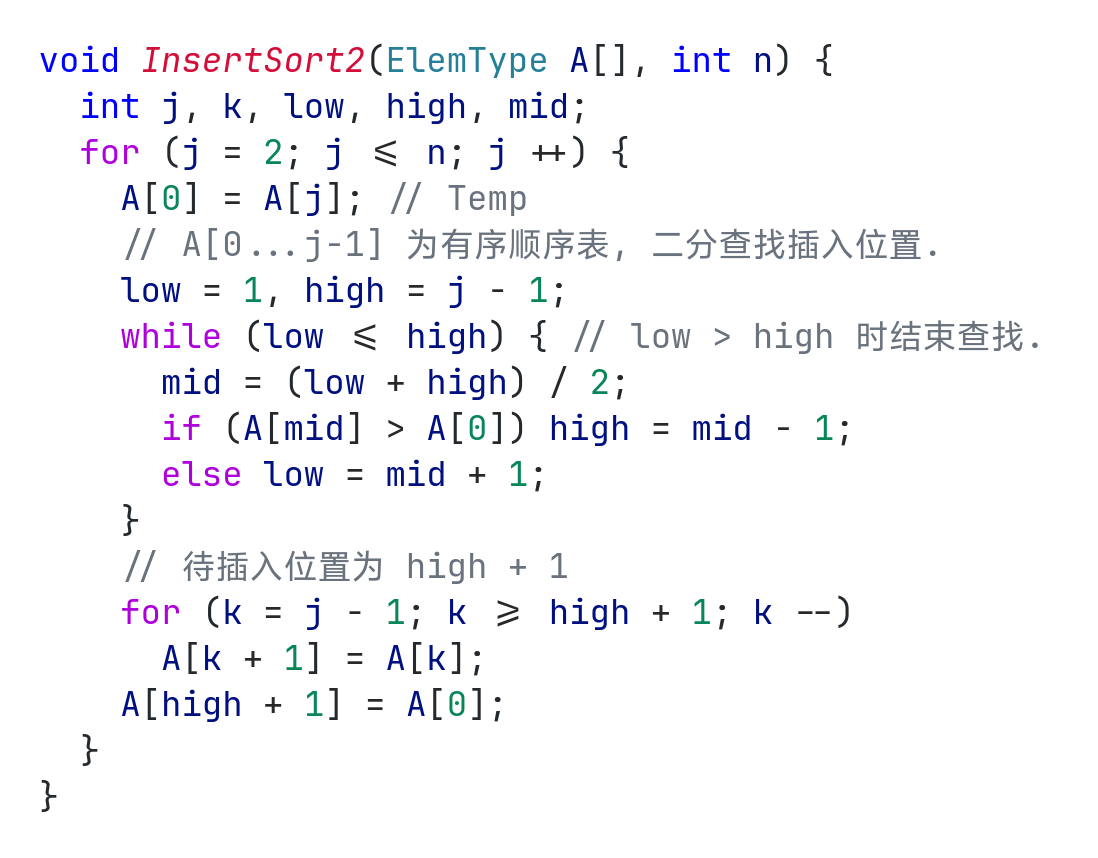 void InsertSort2(ElemType A[], int n) {
  int j, k, low, high, mid;
  for (j = 2; j <= n; j ++) {
    A[0] = A[j]; // Temp
    // A[0...j-1] 为有序顺序表, 二分查找插入位置.
    low = 1, high = j - 1;
    while (low <= high) { // low > high 时结束查找.
      mid = (low + high) / 2;
      if (A[mid] > A[0]) high = mid - 1;
      else low = mid + 1;
    }
    // 待插入位置为 high + 1
    for (k = j - 1; k >= high + 1; k --)
      A[k + 1] = A[k];
    A[high + 1] = A[0];
  }
}